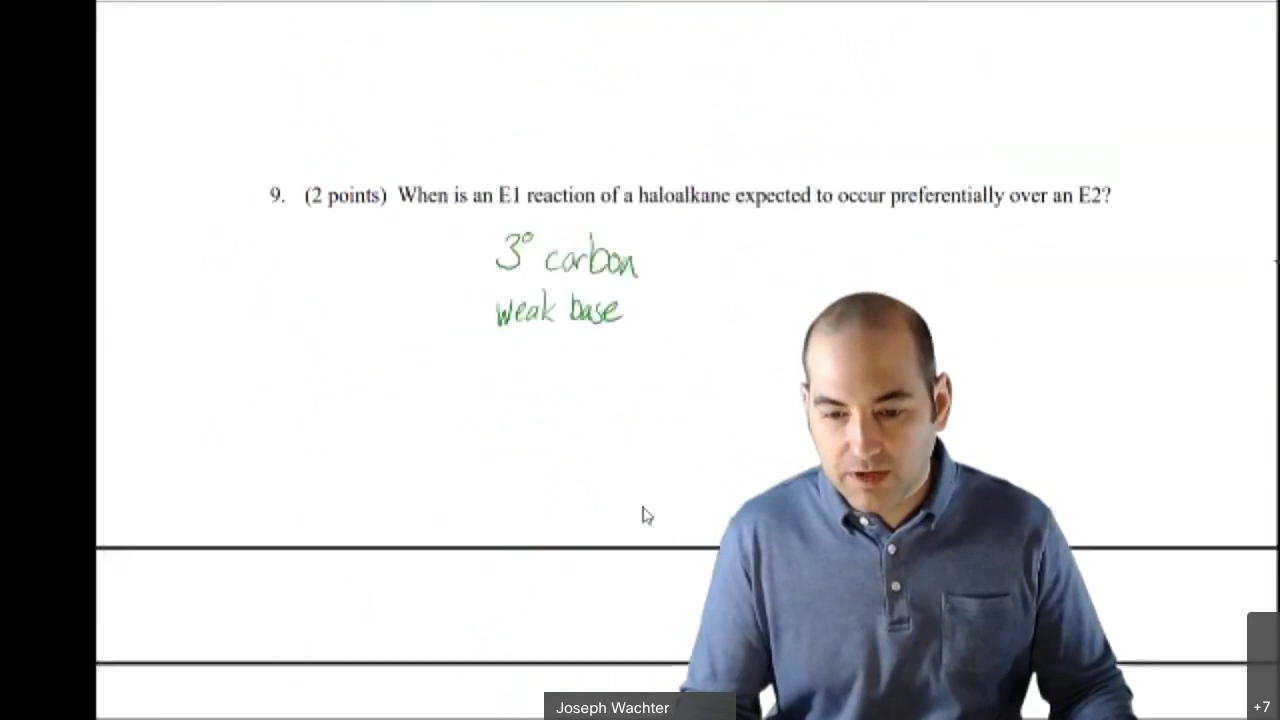 9. (2 points) When is an E1 reaction of a haloalkane expected to occur preferentially over an E2?
3° carbon
weak base
Joseph Wachter
+7